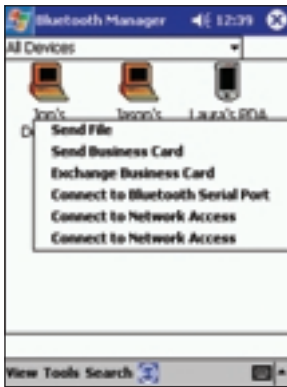 Bluetooth Manager 12:39
All Devices
Jon's Jason's Laura's PDA
D
Send File
Send Business Card
Exchange Business Card
Connect to Bluetooth Serial Port
Connect to Network Access
Connect to Network Access
View Tools Search